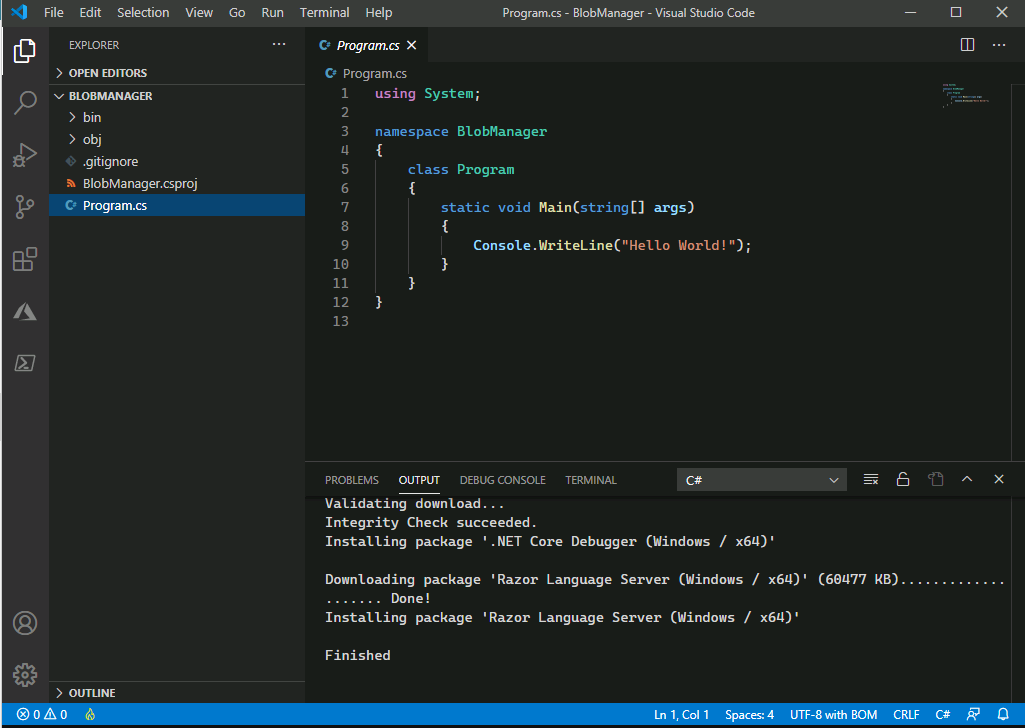 File Edit Selection View Go Run Terminal Help Program.cs - BlobManager - Visual Studio Code
EXPLORER
OPEN EDITORS
BLOBMANAGER
bin
obj
.gitignore
BlobManager.csproj
Program.cs
OUTLINE
Program.cs
Program.cs
1 using System;
2
3 namespace BlobManager
4 {
5 class Program
6 {
7 static void Main(string[] args)
8 {
9 Console.WriteLine("Hello World!");
10 }
11 }
12 }
13
PROBLEMS OUTPUT DEBUG CONSOLE TERMINAL C#
Validating download...
Integrity Check succeeded.
Installing package '.NET Core Debugger (Windows / x64)'
Downloading package 'Razor Language Server (Windows / x64)' (60477 KB).............
....... Done!
Installing package 'Razor Language Server (Windows / x64)'
Finished
0 0 Ln 1, Col 1 Spaces: 4 UTF-8 with BOM CRLF C#